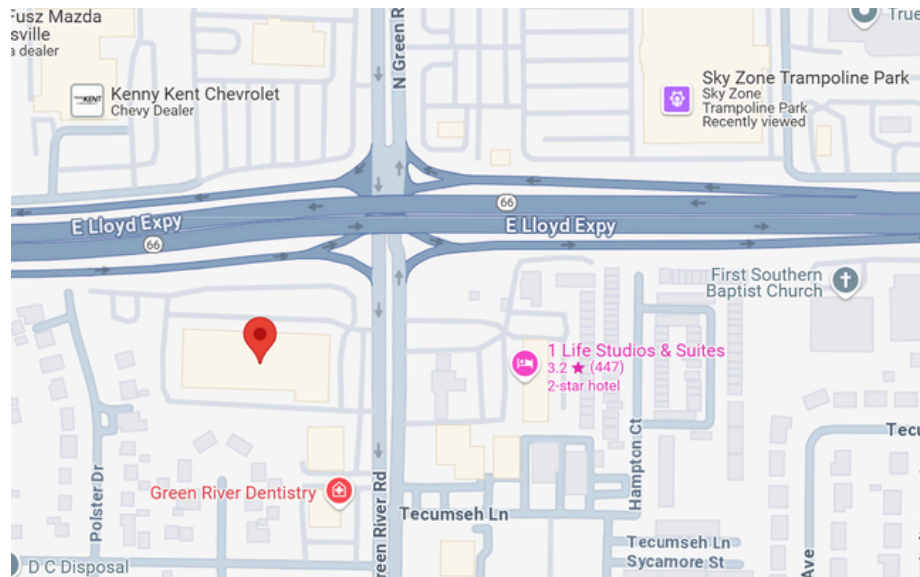 Fusz Mazda
sville
a dealer
True
N Green R
Kenny Kent Chevrolet
Chevy Dealer
KENT
Sky Zone Trampoline Park
Sky Zone
Trampoline Park
Recently viewed
66
E Lloyd Expy
E Lloyd Expy
66
First Southern
Baptist Church
1 Life Studios & Suites
3.2 ★ (447)
2-star hotel
Hampton Ct
Tecu
Polster Dr
Green River Dentistry
reen River Rd
Tecumseh Ln
Tecumseh Ln
Sycamore St
Ave
D C Disposal